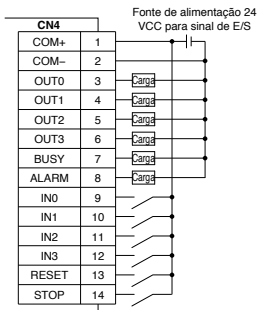 Fonte de alimentação 24
VCC para sinal de E/S
CN4
COM+ 1
COM– 2
OUT0 3 Carga
OUT1 4 Carga
OUT2 5 Carga
OUT3 6 Carga
BUSY 7 Carga
ALARM 8 Carga
IN0 9
IN1 10
IN2 11
IN3 12
RESET 13
STOP 14